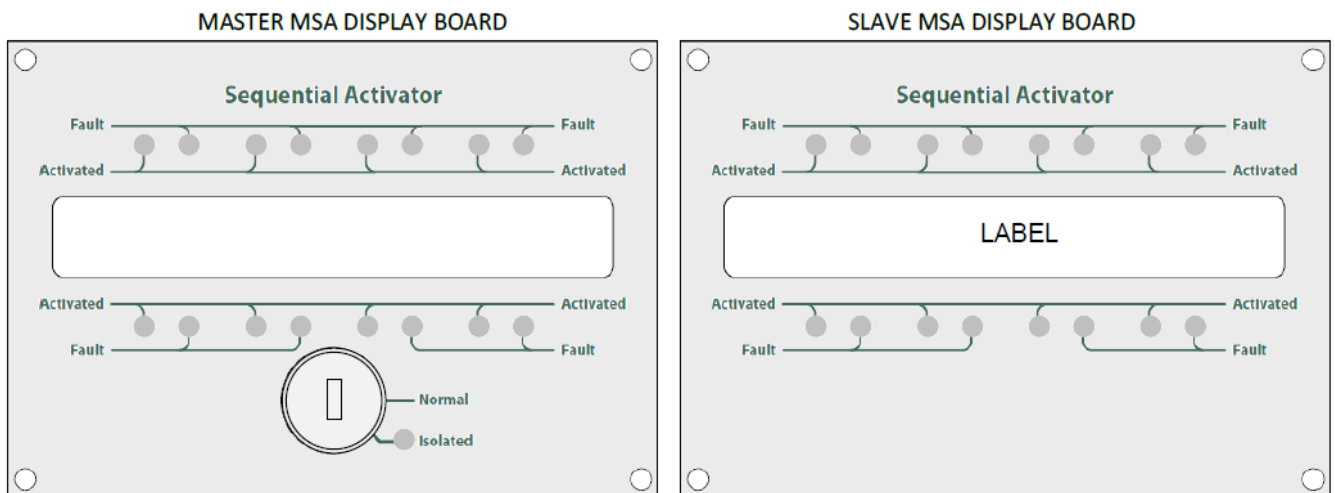 MASTER MSA DISPLAY BOARD
Sequential Activator
Fault Fault
Activated Activated
Activated Activated
Fault Fault
Normal
Isolated
SLAVE MSA DISPLAY BOARD
Sequential Activator
Fault Fault
Activated Activated
LABEL
Activated Activated
Fault Fault